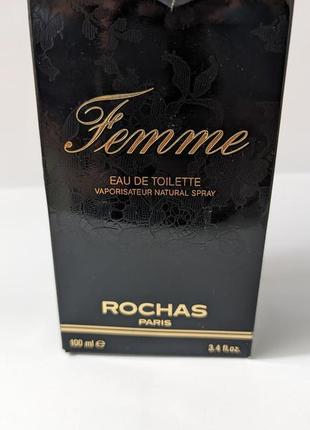 Femme
EAU DE TOILETTE
VAPORISATEUR NATURAL SPRAY
ROCHAS
PARIS
100 ml ℮ 3.4 fl.oz.